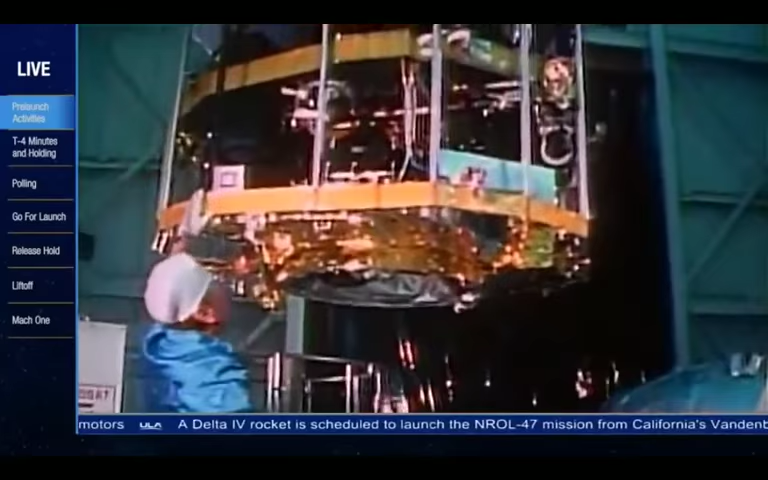 LIVE
Prelaunch
Activities
T-4 Minutes
and Holding
Polling
Go For Launch
Release Hold
Liftoff
Mach One
motors ULA A Delta IV rocket is scheduled to launch the NROL-47 mission from California's Vandenb